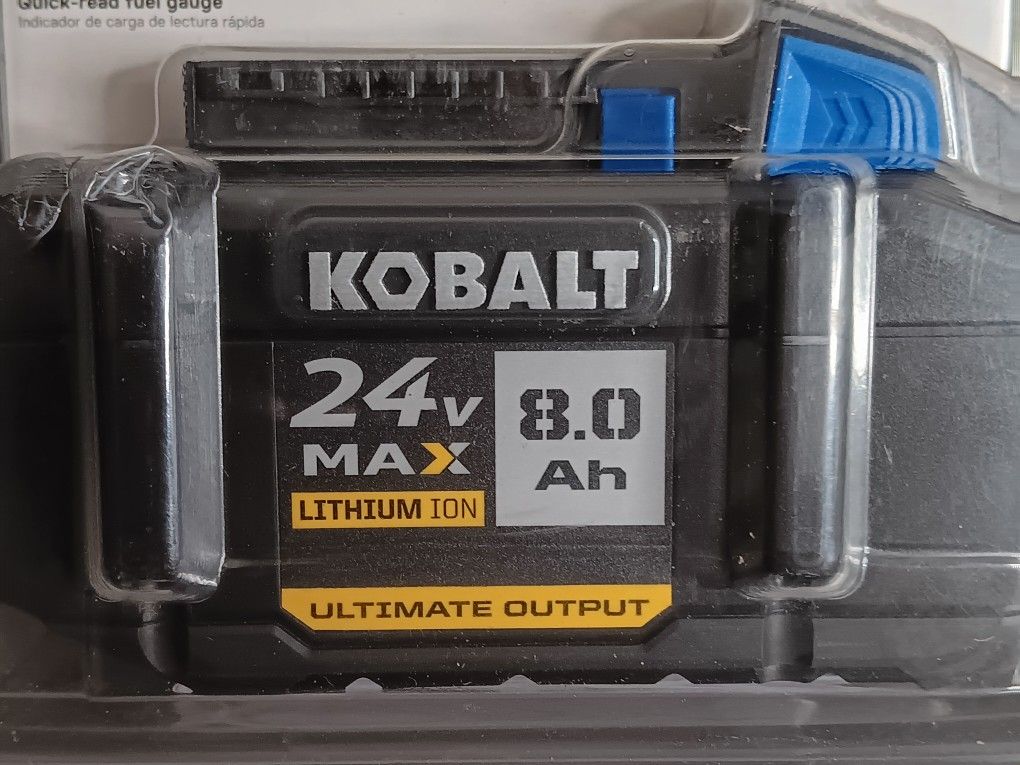 Quick-read fuel gauge
Indicador de carga de lectura rápida
KOBALT
24V
MAX
LITHIUM ION
8.0
Ah
ULTIMATE OUTPUT